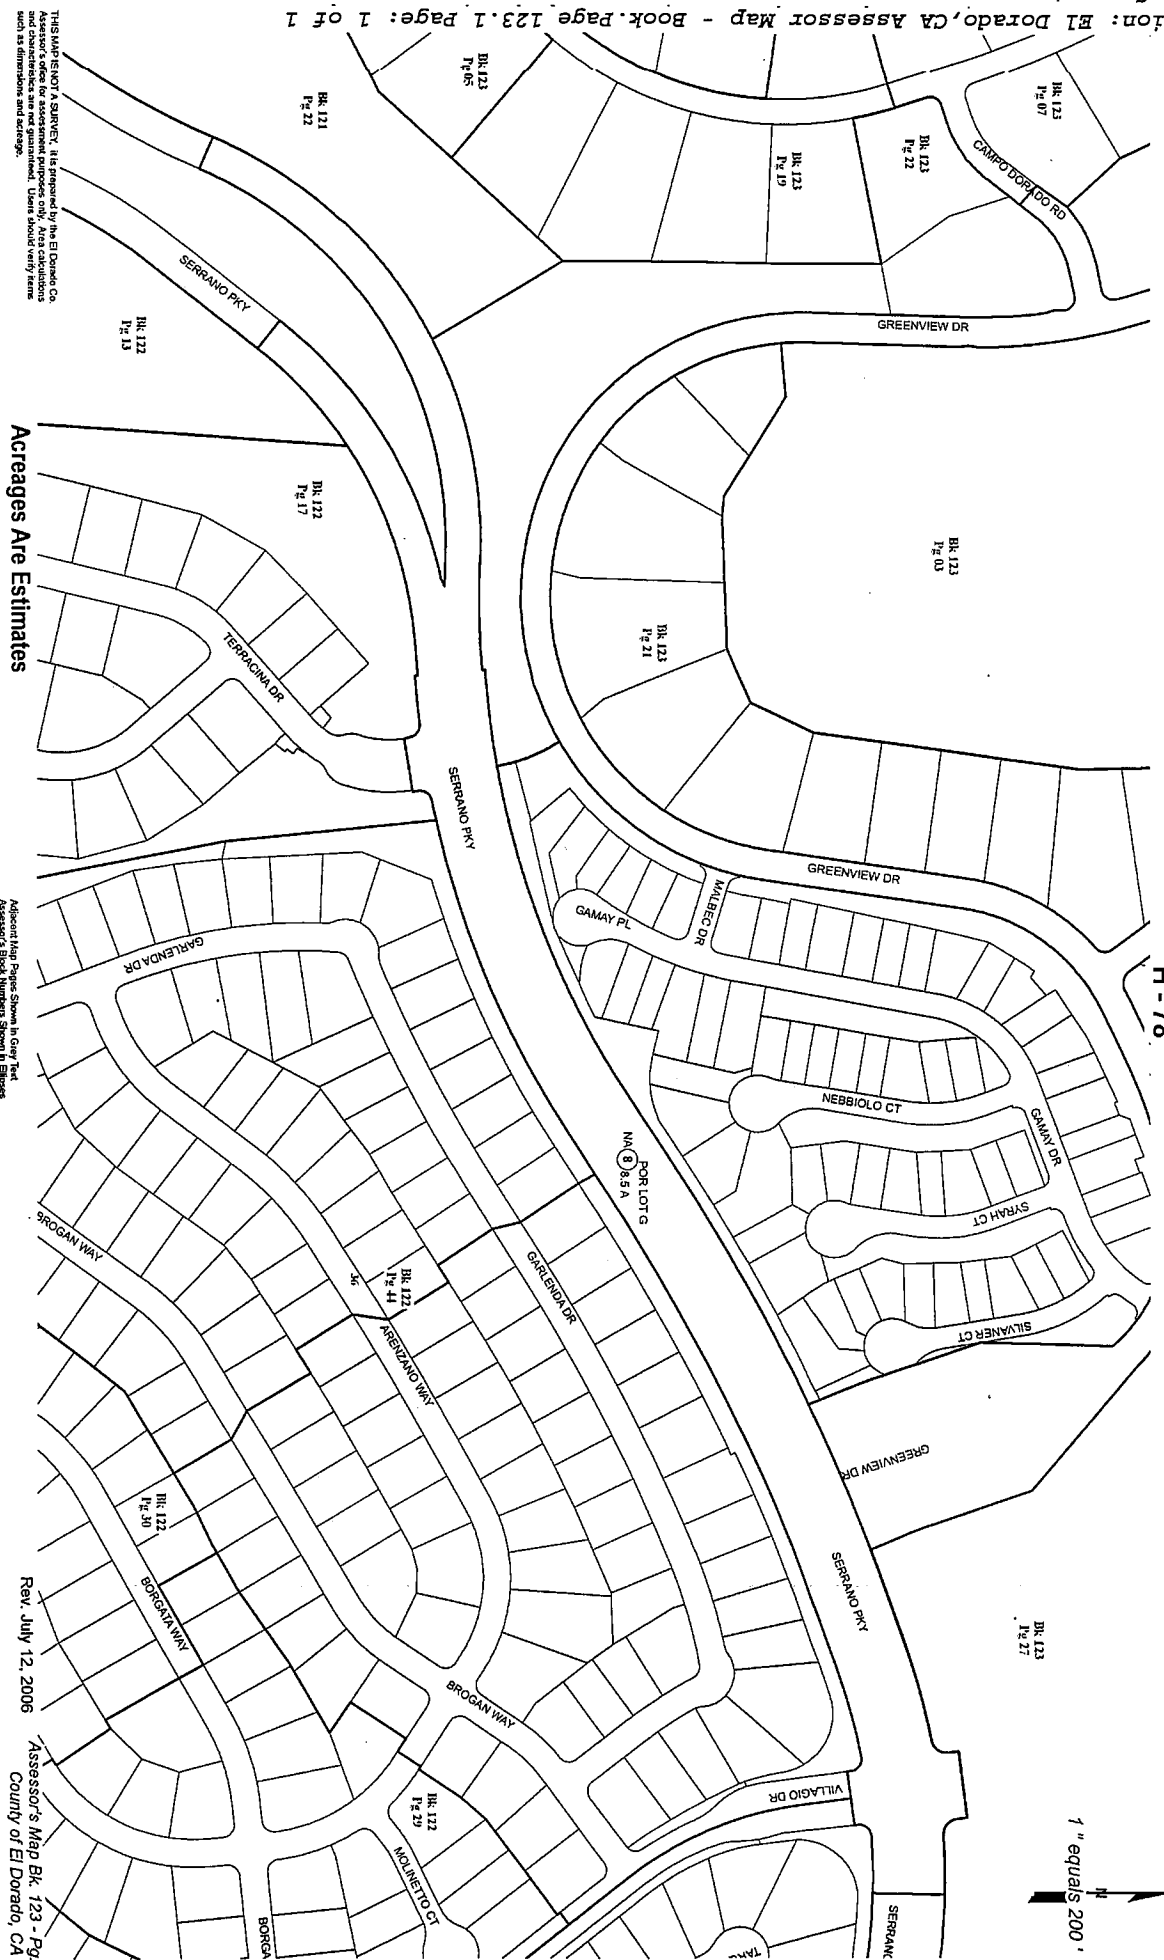 ion: El Dorado,CA Assessor Map - Book.Page 123.1 Page: 1 of 1
THIS MAP IS NOT A SURVEY. It is prepared by the El Dorado Co.
Assessor's office for assessment purposes only. Area calculations
and characteristics are not guaranteed. Users should verify items
such as dimensions and acreage.
Bk 121
Pg 22
Bk 123
Pg 05
Bk 123
Pg 19
Bk 123
Pg 22
Bk 123
Pg 07
CAMPO DORADO RD
GREENVIEW DR
SERRANO PKY
Bk 122
Pg 13
Bk 122
Pg 17
Bk 123
Pg 03
Bk 123
Pg 21
Acreages Are Estimates
TERRACINA DR
SERRANO PKY
GREENVIEW DR
MALBEC DR
GAMAY PL
GARLENDA DR
NEBBIOLO CT
GAMAY DR
SYRAH CT
SILVANER CT
POR LOT G
NA 8 8.5 A
Adjacent Map Pages Shown in Grey Text
Assessor's Block Numbers Shown in Ellipses
BROGAN WAY
36
Bk 122
Pg 44
GARLENDA DR
ARENZANO WAY
GREENVIEW DR
SERRANO PKY
Bk 122
Pg 30
BORGATA WAY
Bk 123
Pg 27
BROGAN WAY
VILLAGIO DR
Bk 122
Pg 29
MOLINETTO CT
BORGA
SERRANO
1 " equals 200 '
N
Rev. July 12, 2006
Assessor's Map Bk. 123 - Pg.
County of El Dorado, CA